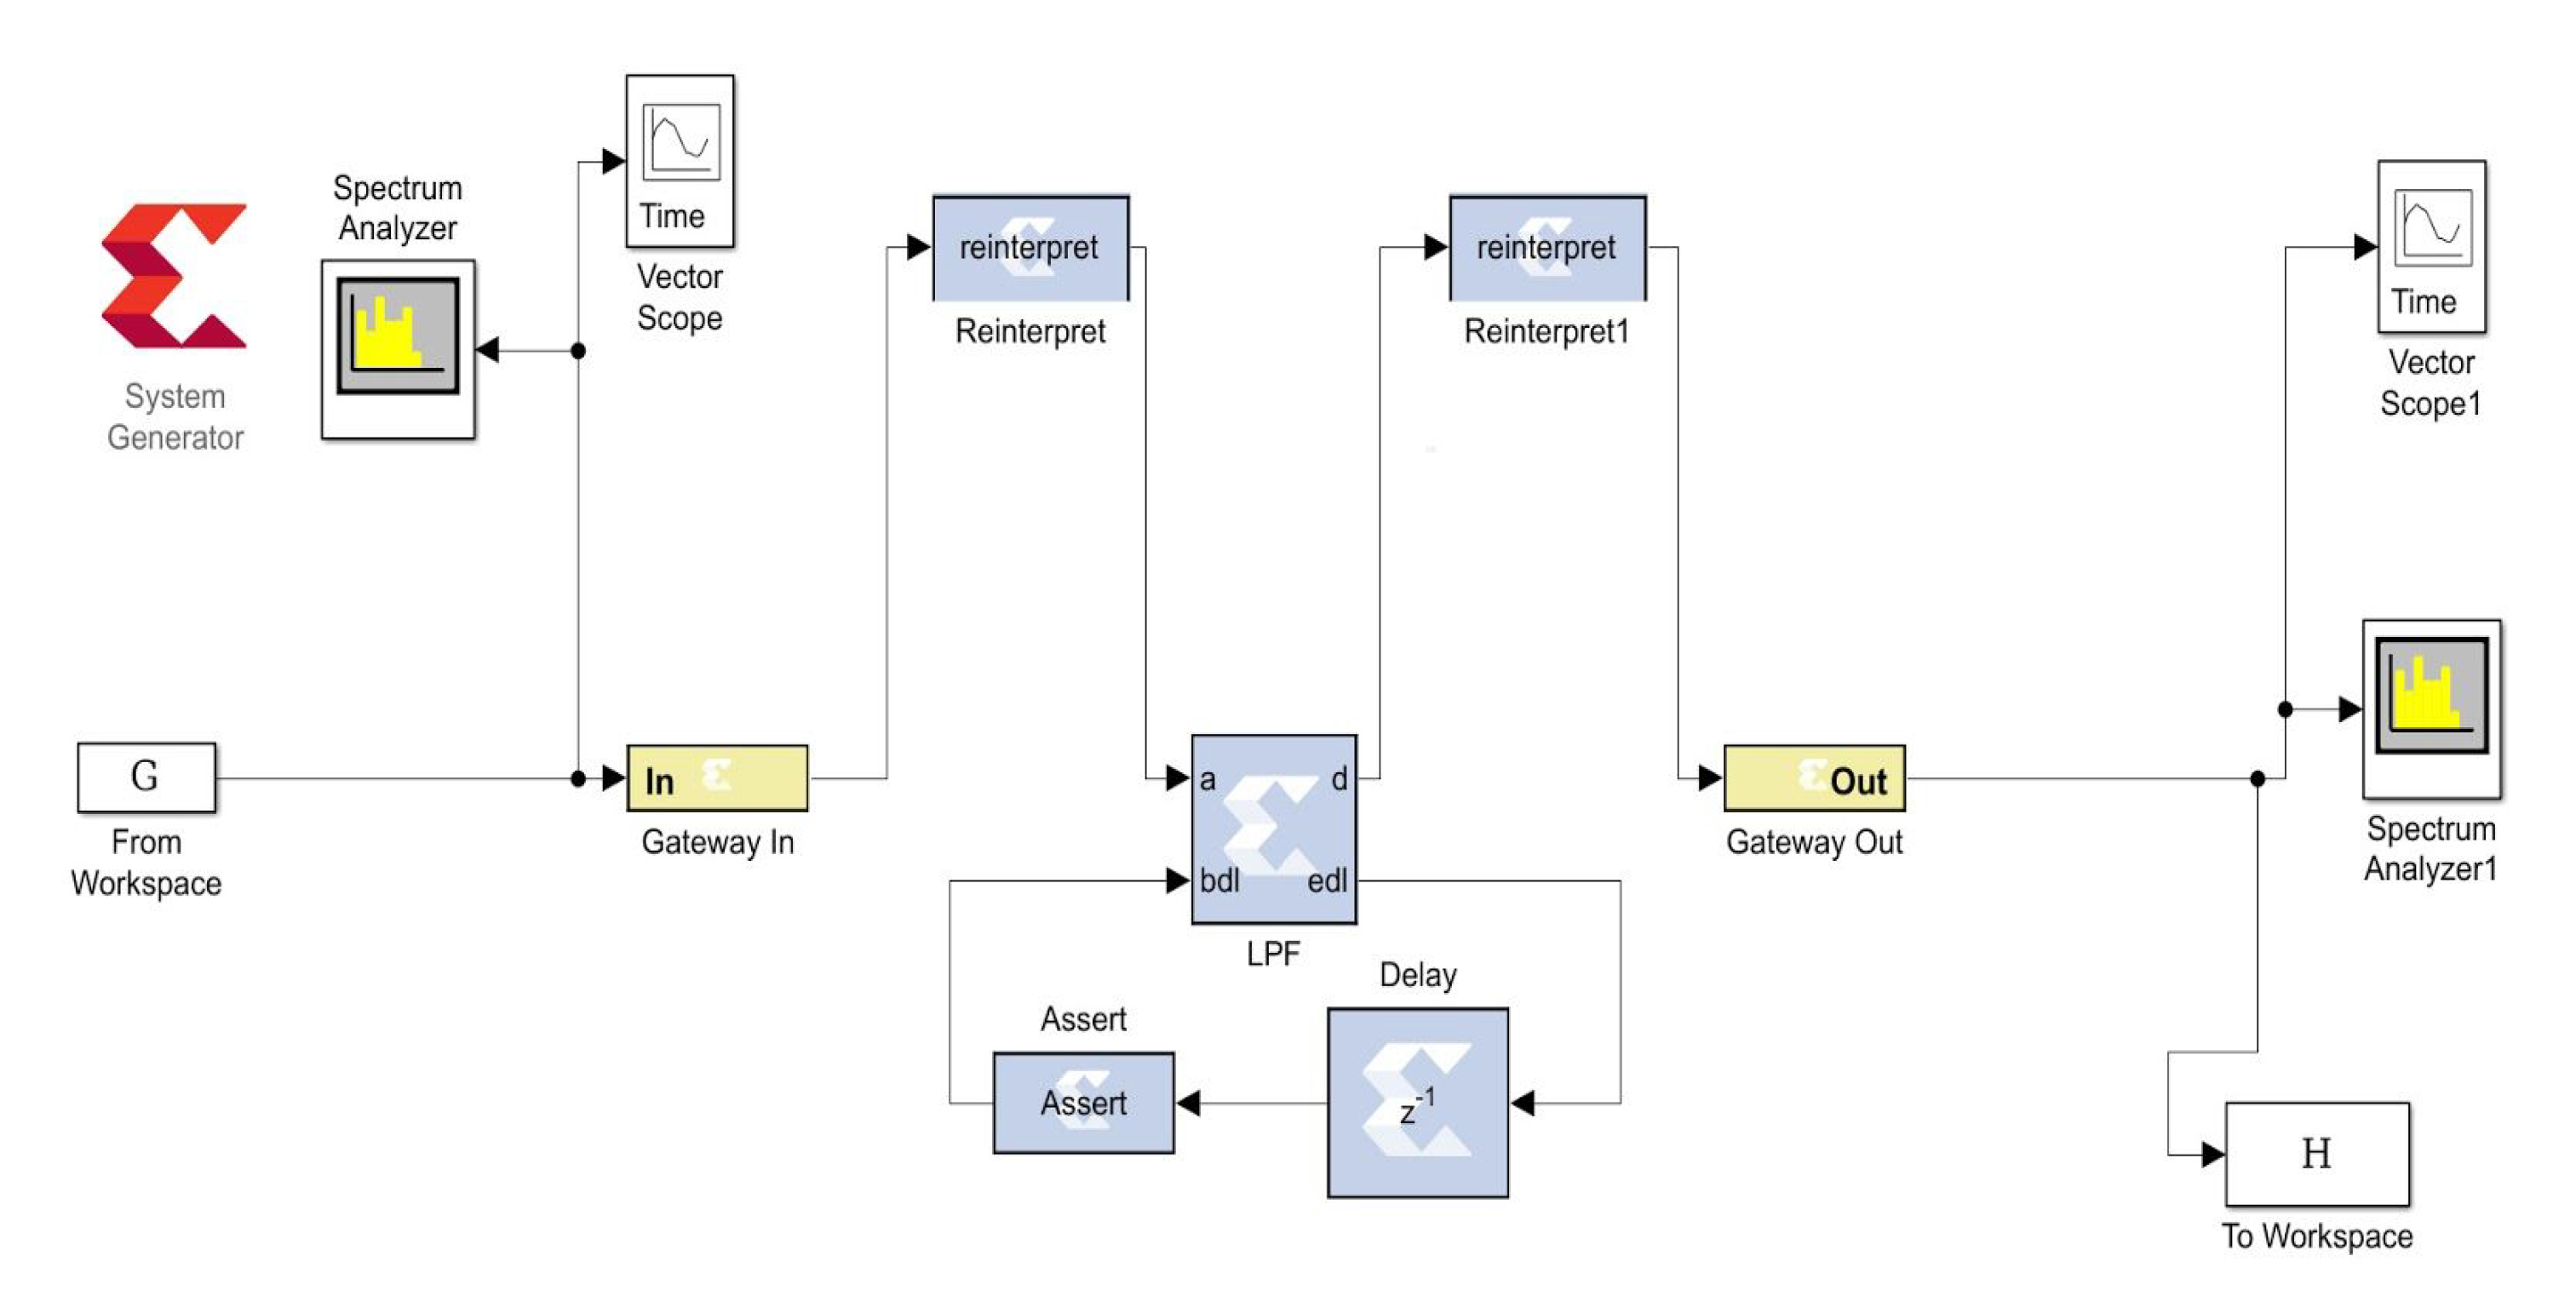 System
Generator
Spectrum
Analyzer
Time
Vector
Scope
reinterpret
Reinterpret
reinterpret
Reinterpret1
Time
Vector
Scope1
G
From
Workspace
In
Gateway In
a
d
bdl
edl
LPF
Out
Gateway Out
Spectrum
Analyzer1
Assert
Assert
Delay
z-1
H
To Workspace